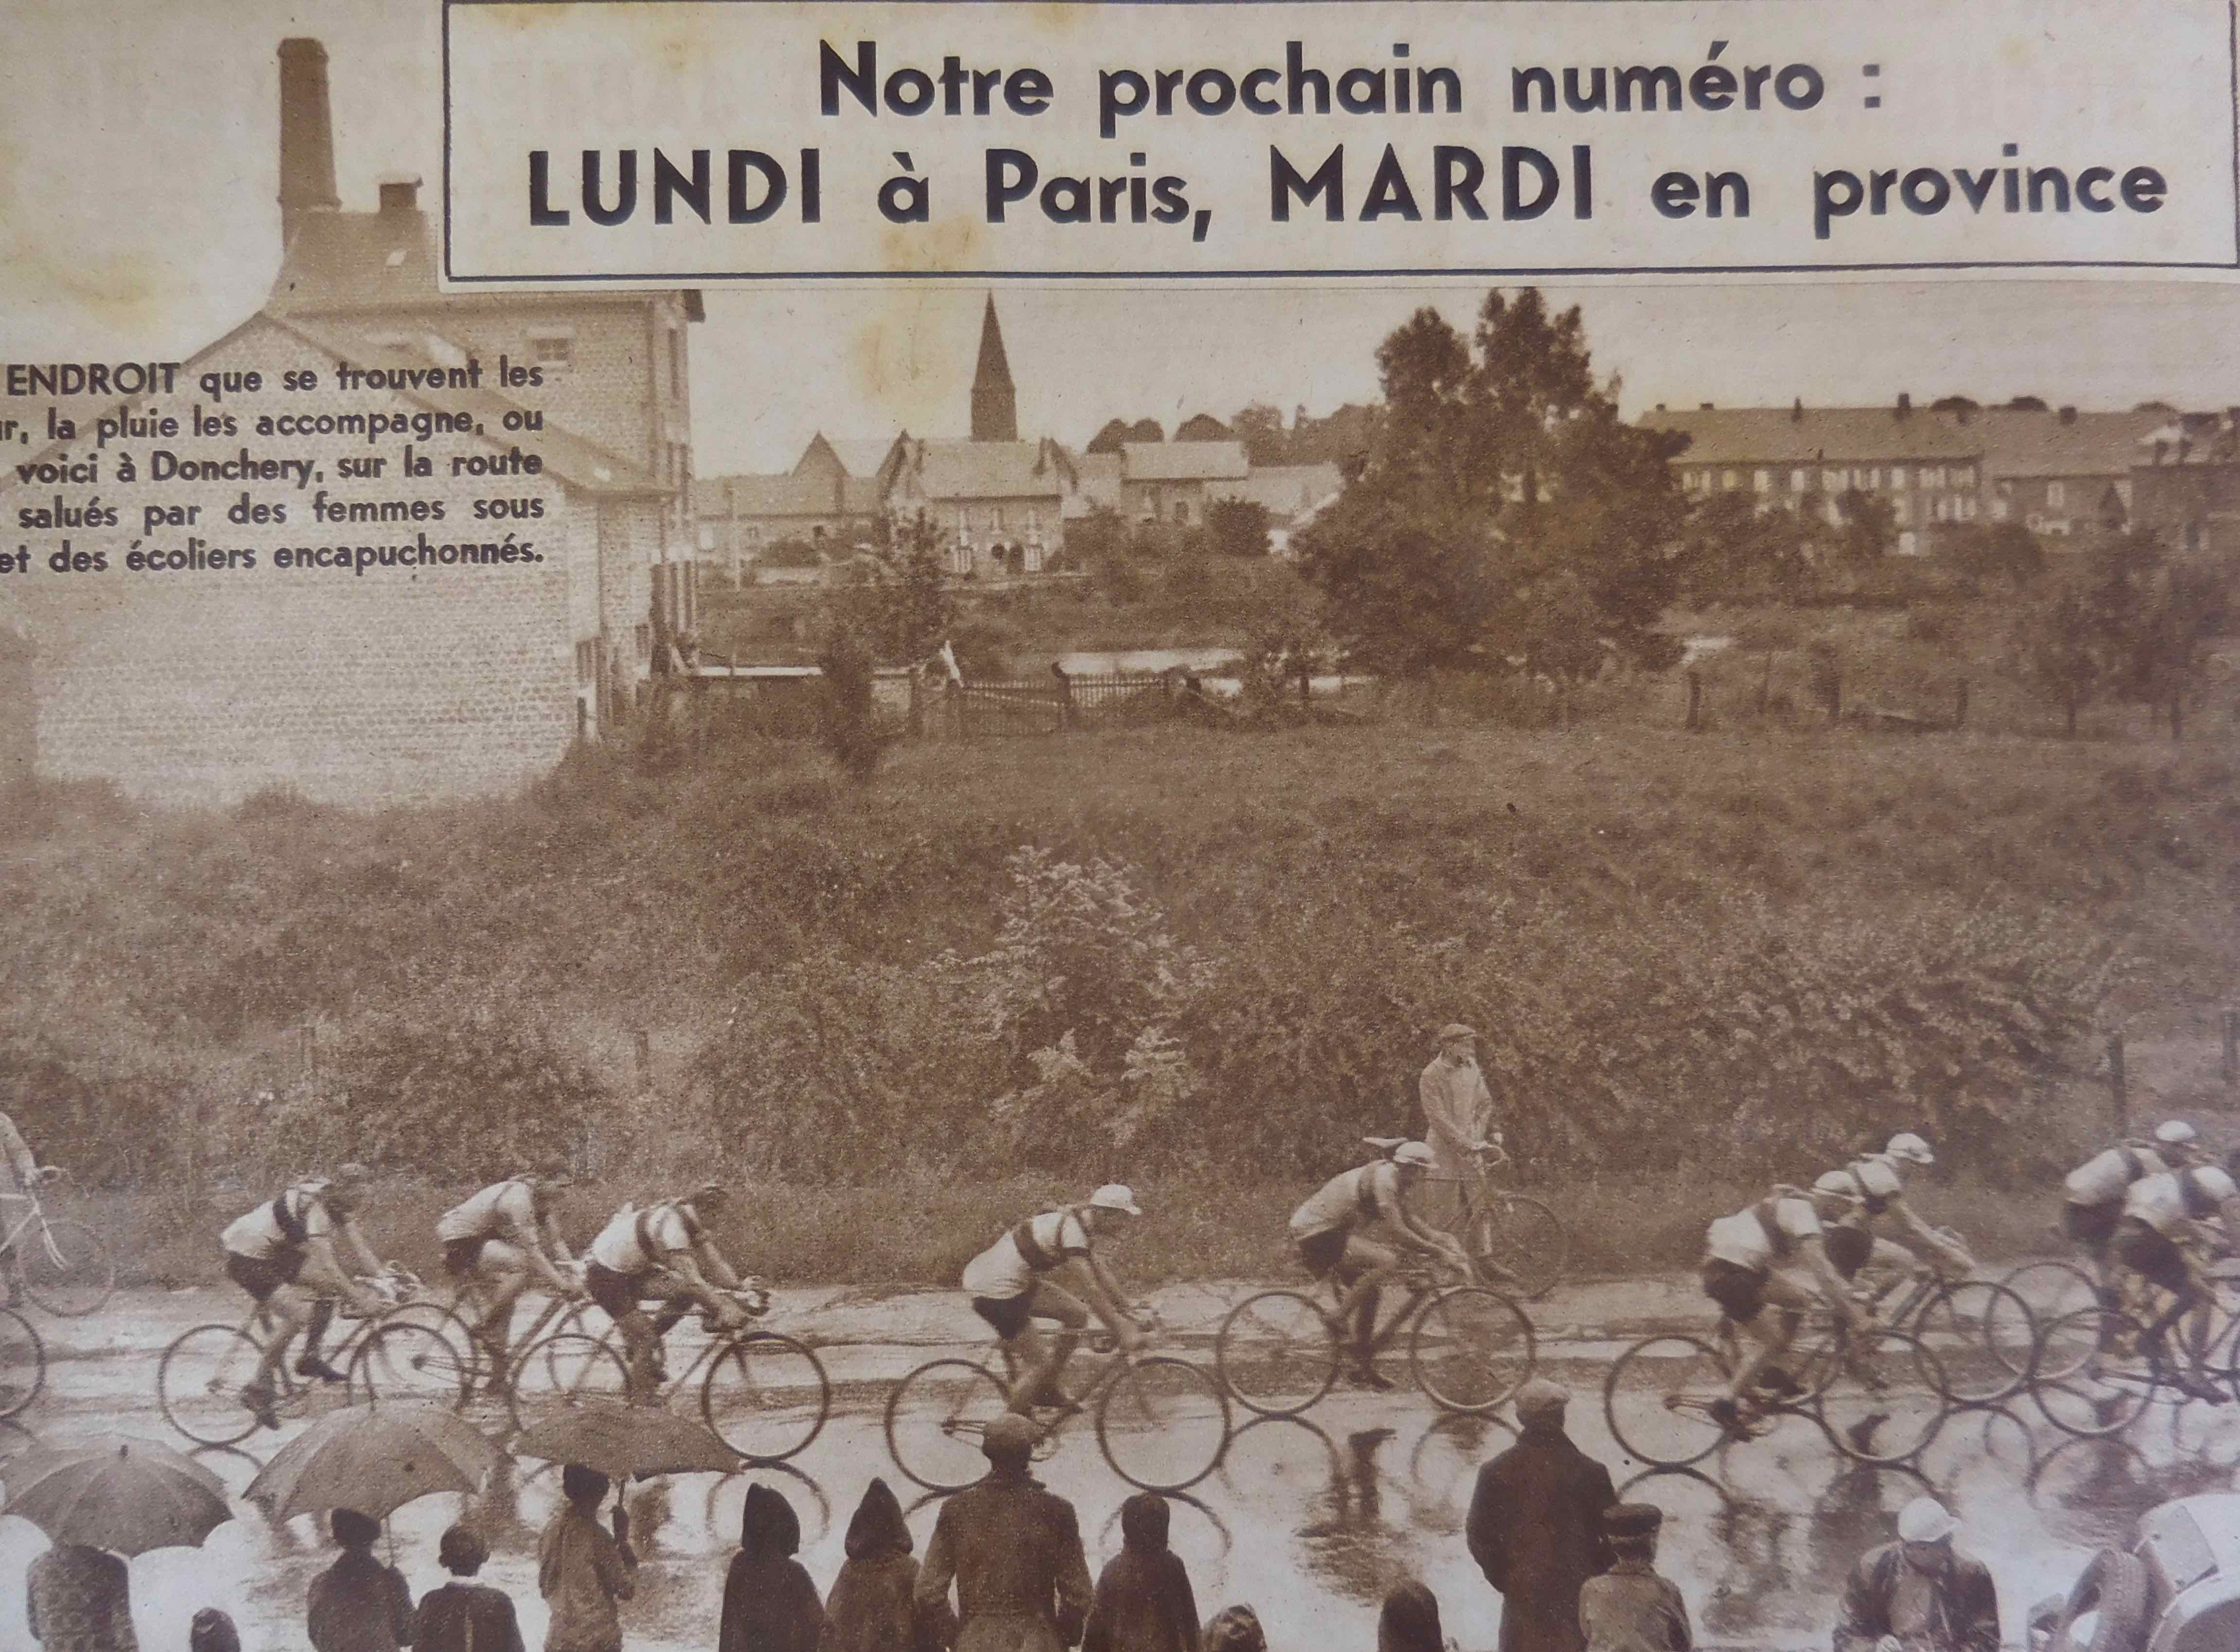 Notre prochain numéro :
LUNDI à Paris, MARDI en province
ENDROIT que se trouvent les
la pluie les accompagne, ou
voici à Donchery, sur la route
salués par des femmes sous
et des écoliers encapuchonnés.